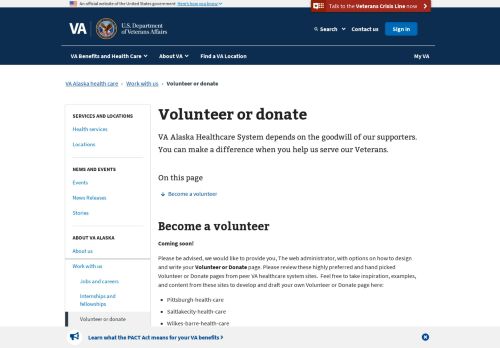 An official website of the United States government Here's how you know
Talk to the Veterans Crisis Line now
VA
U.S. Department
of Veterans Affairs
Search
Contact us
Sign in
VA Benefits and Health Care
About VA
Find a VA Location
My VA
VA Alaska health care › Work with us › Volunteer or donate
SERVICES AND LOCATIONS
Health services
Locations
NEWS AND EVENTS
Events
News Releases
Stories
ABOUT VA ALASKA
About us
Work with us
Jobs and careers
Internships and
fellowships
Volunteer or donate
Volunteer or donate
VA Alaska Healthcare System depends on the goodwill of our supporters.
You can make a difference when you help us serve our Veterans.
On this page
Become a volunteer
Become a volunteer
Coming soon!
Please be advised, we would like to provide you, The web administrator, with options on how to design
and write your Volunteer or Donate page. Please review these highly preferred and hand picked
Volunteer or Donate pages from peer VA healthcare system sites. Feel free to take inspiration, examples,
and content from these sites to develop and draft your own Volunteer or Donate page here:
• Pittsburgh-health-care
• Saltlakecity-health-care
• Wilkes-barre-health-care
Learn what the PACT Act means for your VA benefits